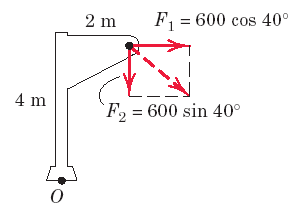 2 m
F₁ = 600 cos 40°
4 m
F₂ = 600 sin 40°
O